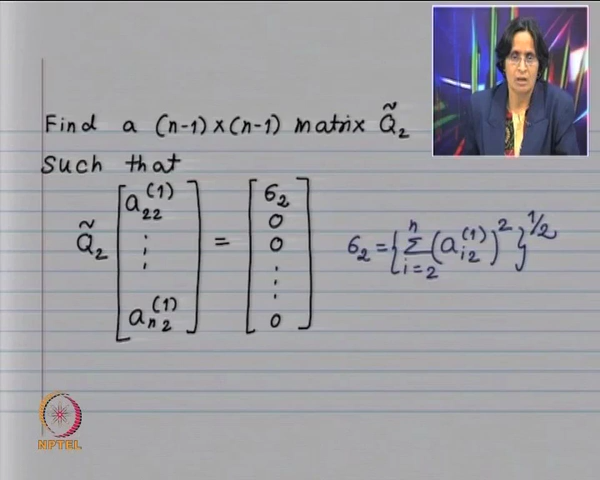 Find a (n-1)×(n-1) matrix Q̃₂
Such that
Q̃₂ [a₂₂⁽¹⁾ ⋮ aₙ₂⁽¹⁾] = [σ₂ 0 0 ⋮ 0]
σ₂ = {∑ᵢ₌₂ⁿ (aᵢ₂⁽¹⁾)²}^1/2
NPTEL